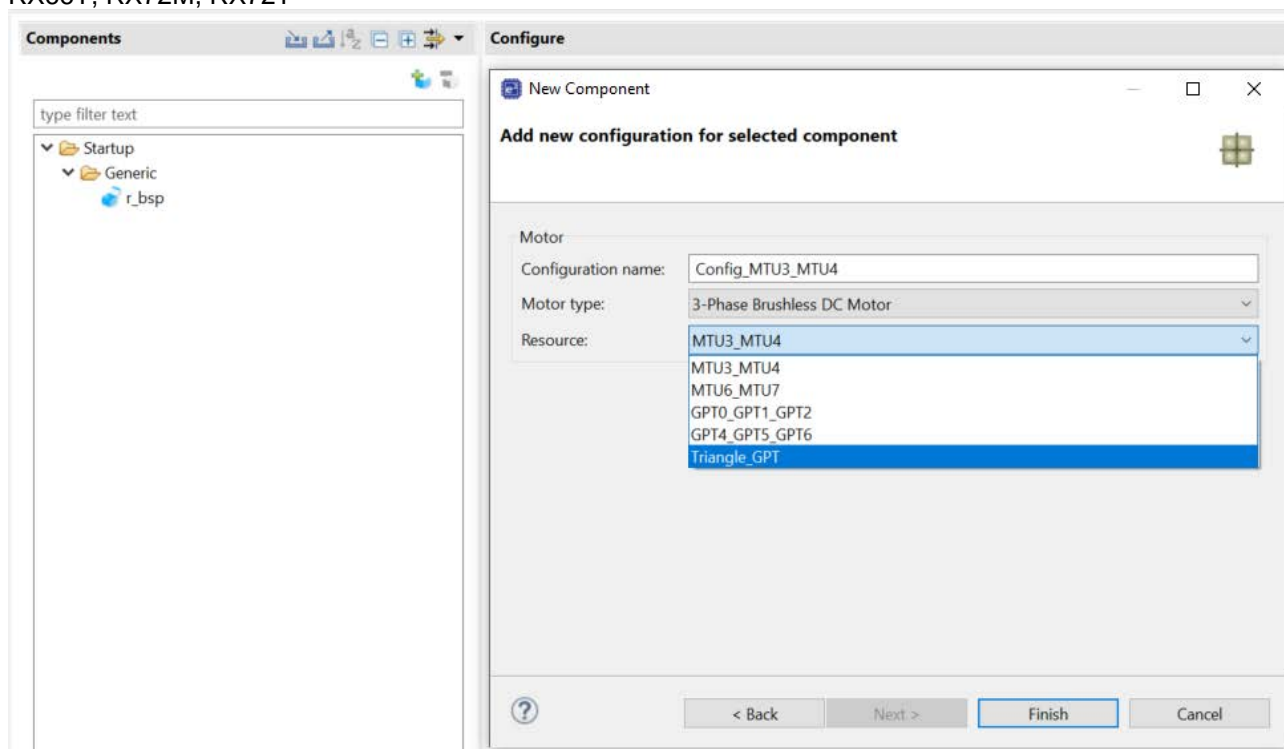 Components
type filter text
Startup
Generic
r_bsp
Configure
New Component
Add new configuration for selected component
Motor
Configuration name: Config_MTU3_MTU4
Motor type: 3-Phase Brushless DC Motor
Resource: MTU3_MTU4
MTU3_MTU4
MTU6_MTU7
GPT0_GPT1_GPT2
GPT4_GPT5_GPT6
Triangle_GPT
< Back Next > Finish Cancel